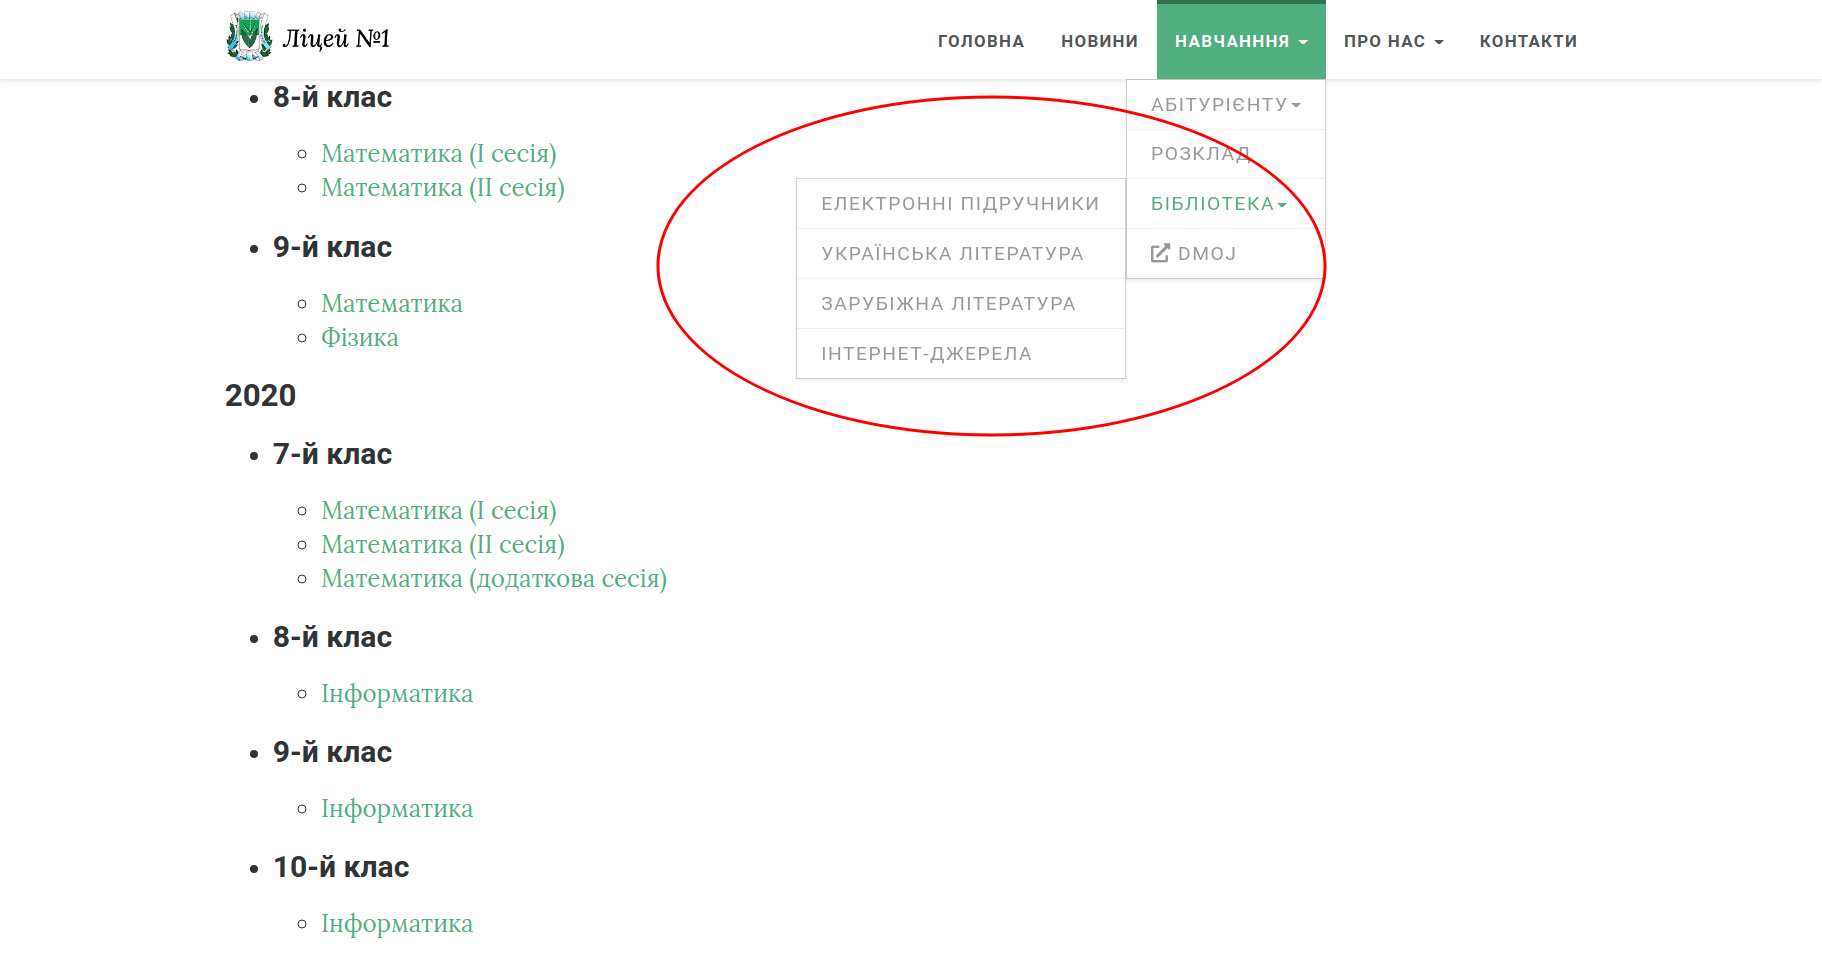 Ліцей №1
ГОЛОВНА
НОВИНИ
НАВЧАНННЯ
ПРО НАС
КОНТАКТИ
АБІТУРІЄНТУ
РОЗКЛАД
БІБЛІОТЕКА
DMOJ
ЕЛЕКТРОННІ ПІДРУЧНИКИ
УКРАЇНСЬКА ЛІТЕРАТУРА
ЗАРУБІЖНА ЛІТЕРАТУРА
ІНТЕРНЕТ-ДЖЕРЕЛА
8-й клас
Математика (I сесія)
Математика (II сесія)
9-й клас
Математика
Фізика
2020
7-й клас
Математика (I сесія)
Математика (II сесія)
Математика (додаткова сесія)
8-й клас
Інформатика
9-й клас
Інформатика
10-й клас
Інформатика